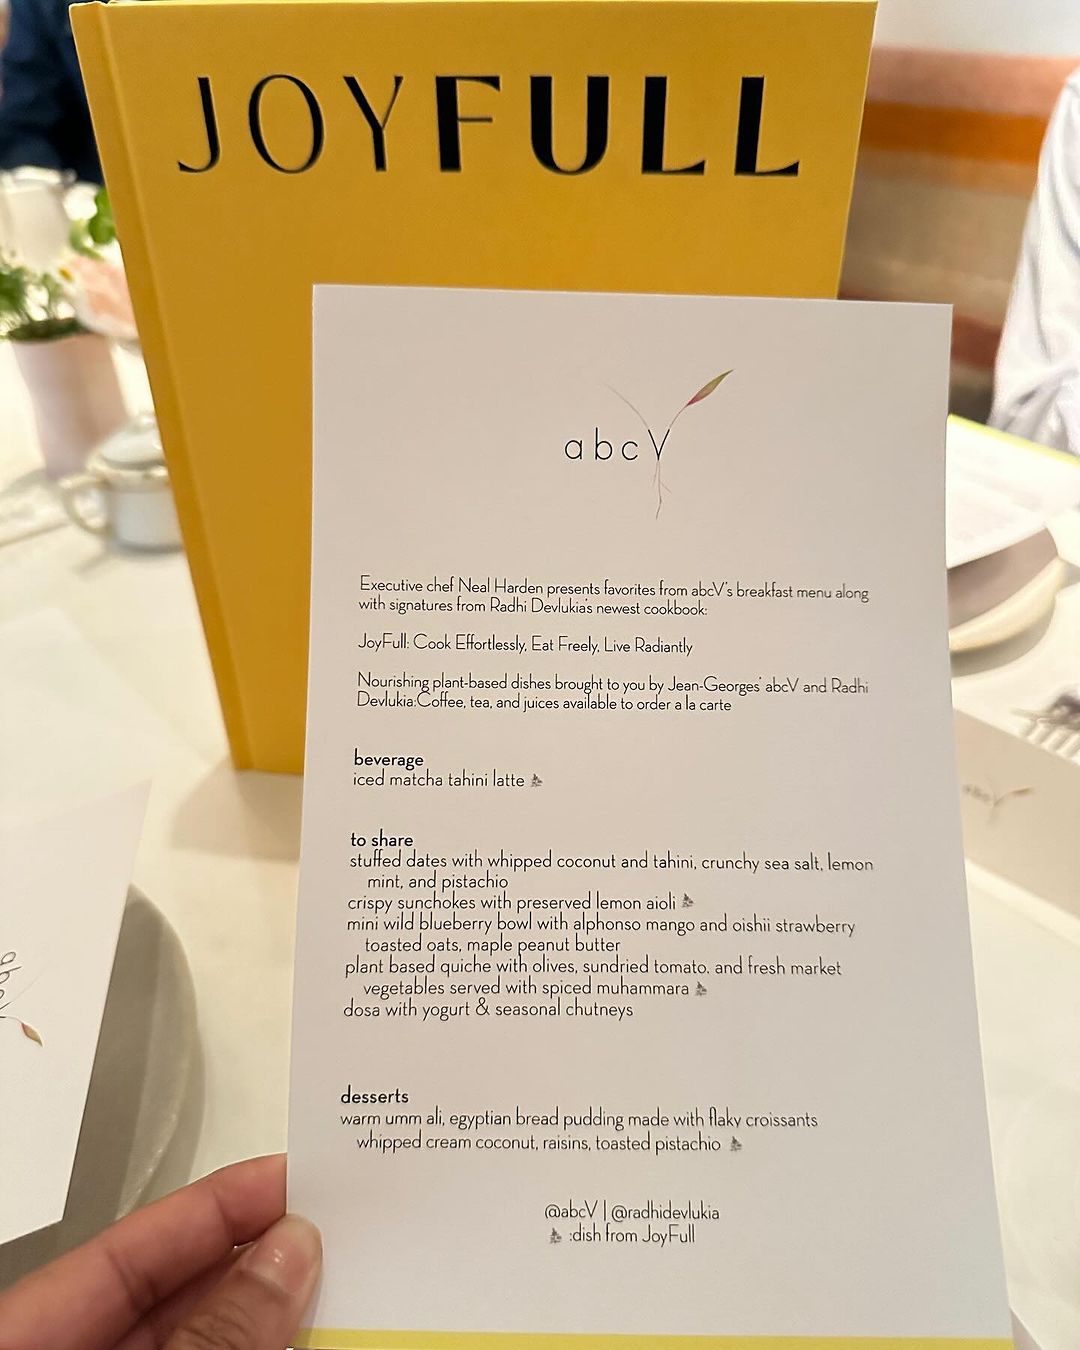 JOYFULL
abcV
Executive chef Neal Harden presents favorites from abcV's breakfast menu along
with signatures from Radhi Devlukia's newest cookbook:
JoyFull: Cook Effortlessly, Eat Freely, Live Radiantly
Nourishing plant-based dishes brought to you by Jean-Georges' abcV and Radhi
Devlukia:Coffee, tea, and juices available to order a la carte
beverage
iced matcha tahini latte
to share
stuffed dates with whipped coconut and tahini, crunchy sea salt, lemon
mint, and pistachio
crispy sunchokes with preserved lemon aioli
mini wild blueberry bowl with alphonso mango and oishii strawberry
toasted oats, maple peanut butter
plant based quiche with olives, sundried tomato. and fresh market
vegetables served with spiced muhammara
dosa with yogurt & seasonal chutneys
desserts
warm umm ali, egyptian bread pudding made with flaky croissants
whipped cream coconut, raisins, toasted pistachio
@abcV | @radhidevlukia
:dish from JoyFull
abcV
abcV